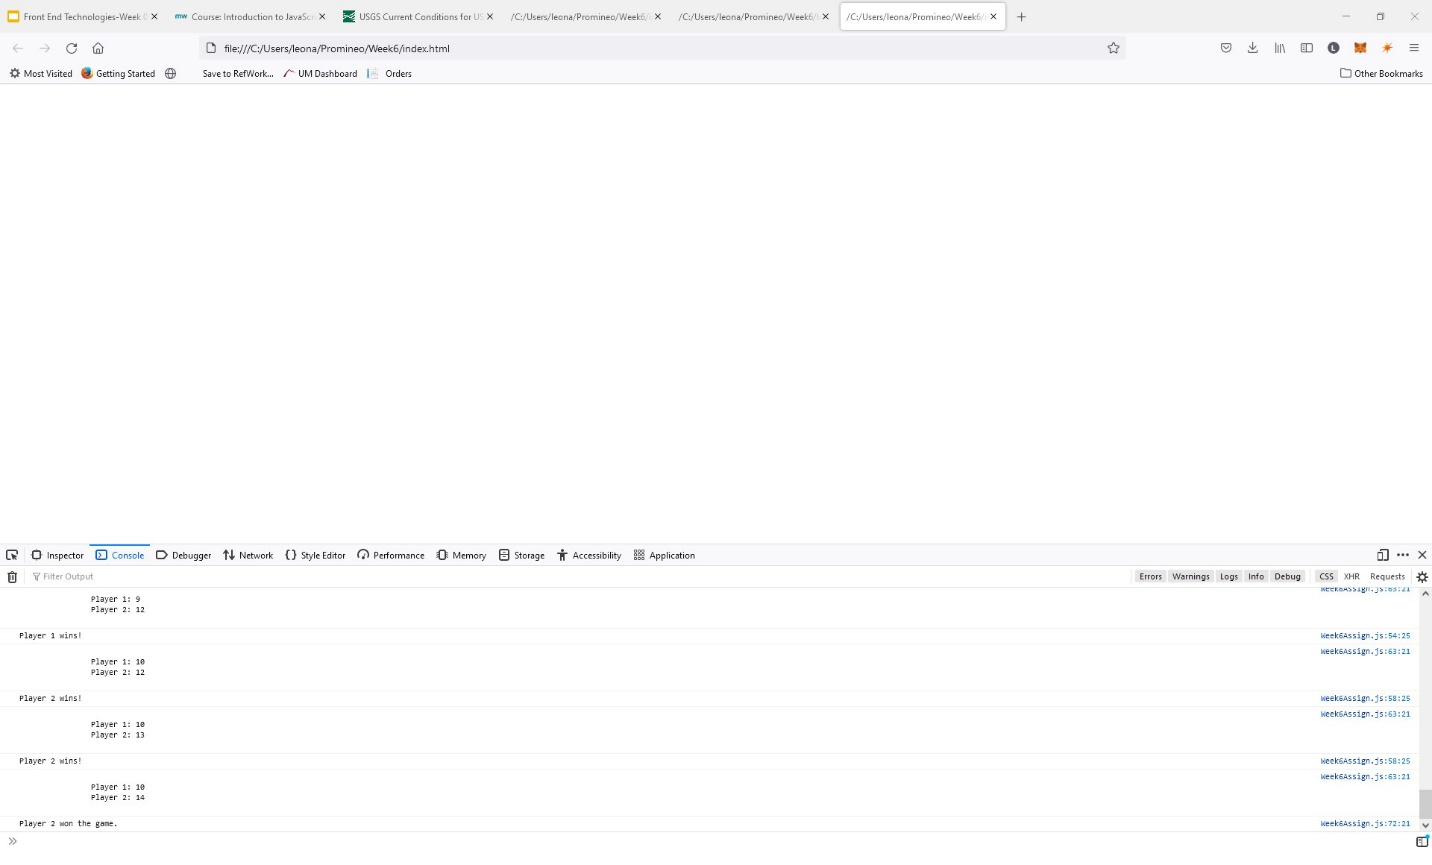 Front End Technologies-Week
Course: Introduction to JavaScr
USGS Current Conditions for US
/C:/Users/leona/Promineo/Week6/
/C:/Users/leona/Promineo/Week6/
/C:/Users/leona/Promineo/Week6/
file:///C:/Users/leona/Promineo/Week6/index.html
L
Most Visited Getting Started Save to RefWork... UM Dashboard Orders Other Bookmarks
Inspector Console Debugger Network Style Editor Performance Memory Storage Accessibility Application
Filter Output Errors Warnings Logs Info Debug CSS XHR Requests
Week6Assign.js:63:21
Player 1: 9
Player 2: 12
Player 1 wins! Week6Assign.js:54:25
Week6Assign.js:63:21
Player 1: 10
Player 2: 12
Player 2 wins! Week6Assign.js:58:25
Week6Assign.js:63:21
Player 1: 10
Player 2: 13
Player 2 wins! Week6Assign.js:58:25
Week6Assign.js:63:21
Player 1: 10
Player 2: 14
Player 2 won the game. Week6Assign.js:72:21